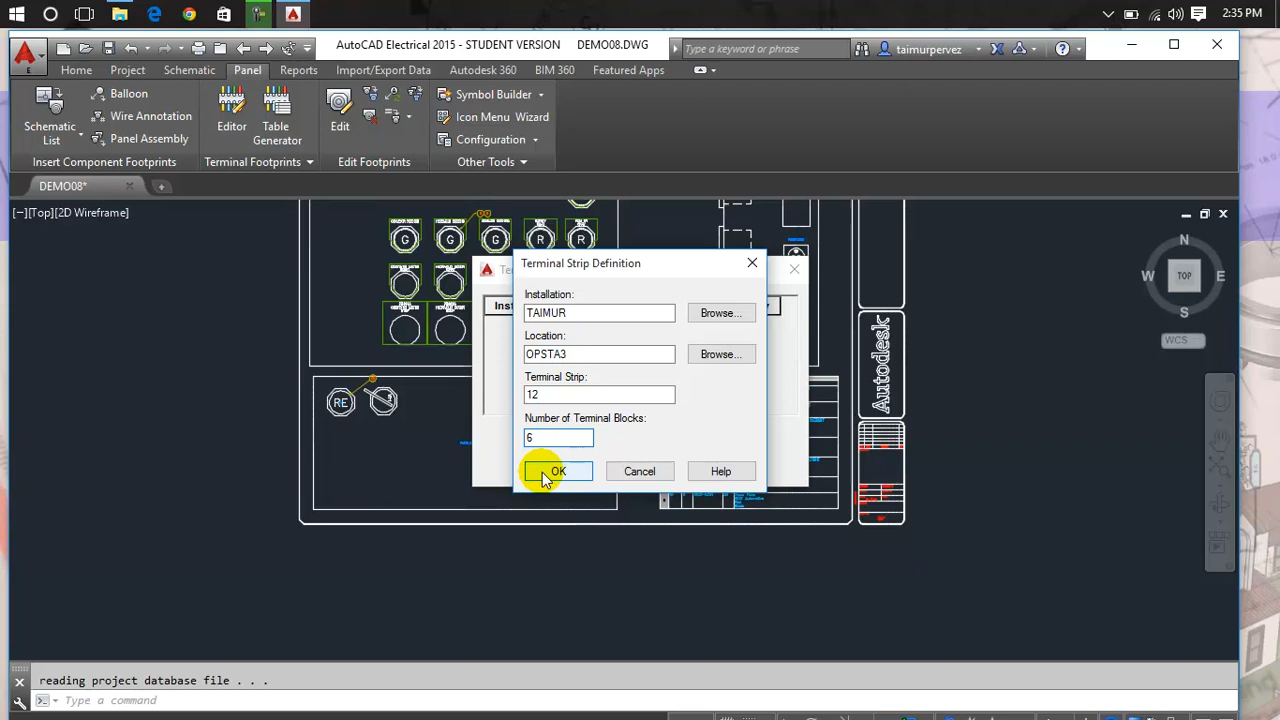 2:35 PM
AutoCAD Electrical 2015 - STUDENT VERSION DEMO08.DWG
Type a keyword or phrase
taimurpervez
Home Project Schematic Panel Reports Import/Export Data Autodesk 360 BIM 360 Featured Apps
Schematic List
Balloon
Wire Annotation
Panel Assembly
Insert Component Footprints
Editor
Table Generator
Terminal Footprints
Edit
Edit Footprints
Symbol Builder
Icon Menu Wizard
Configuration
Other Tools
DEMO08*
[−][Top][2D Wireframe]
N
W TOP E
S
WCS
G G G R R
RE
Autodesk
Terminal Strip Definition
Installation:
TAIMUR
Browse...
Location:
OPSTA3
Browse...
Terminal Strip:
12
Number of Terminal Blocks:
6
OK Cancel Help
reading project database file . . .
Type a command